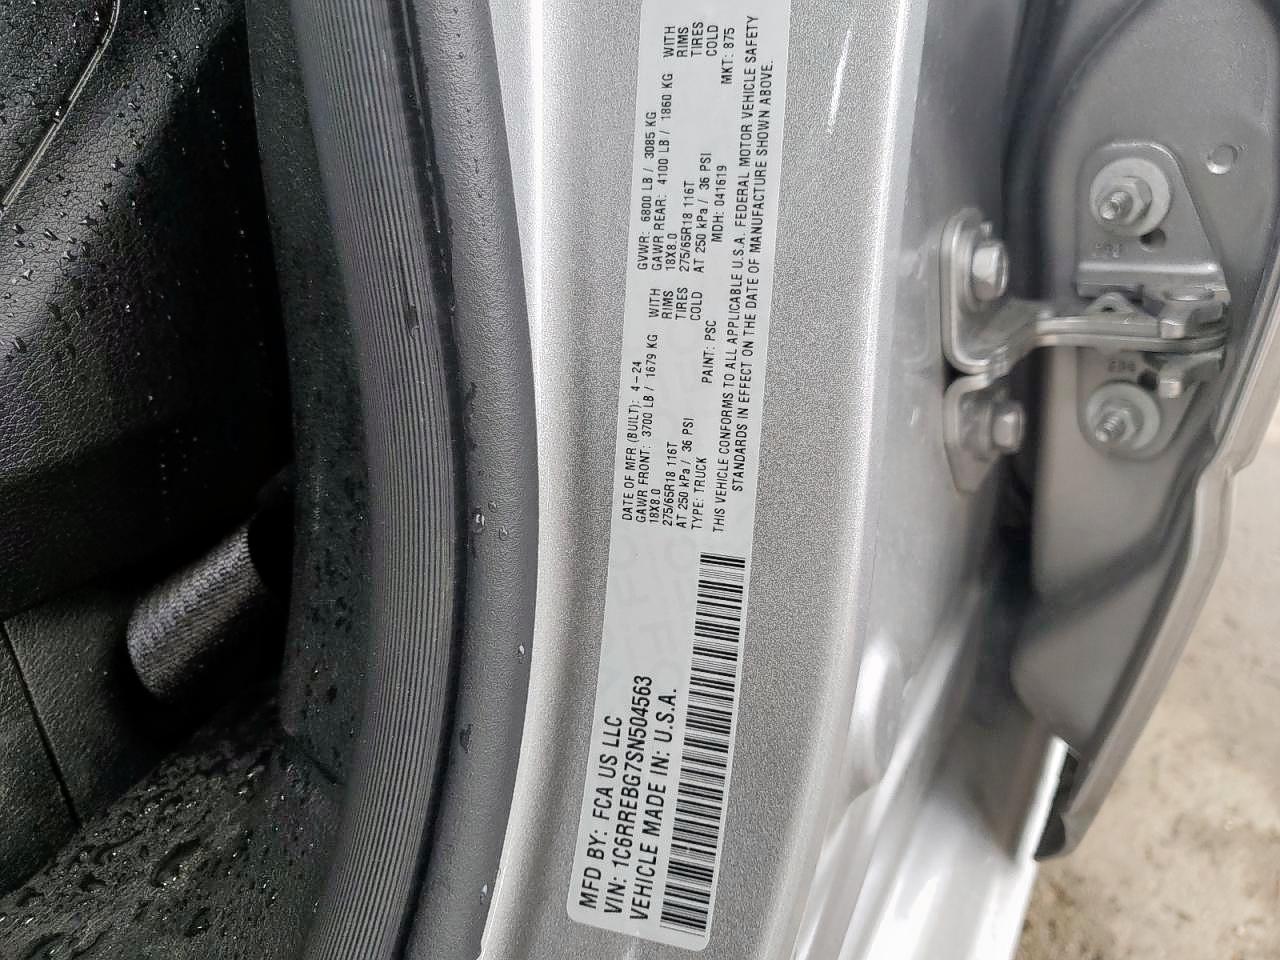 MFD BY: FCA US LLC
VIN: 1C6RREBG7SN504563
VEHICLE MADE IN: U.S.A.
DATE OF MFR (BUILT): 4-24 GVWR: 6800 LB / 3085 KG
GAWR FRONT: 3700 LB / 1679 KG WITH GAWR REAR: 4100 LB / 1860 KG WITH
18X8.0 RIMS 18X8.0 RIMS
275/65R18 116T TIRES 275/65R18 116T TIRES
AT 250 kPa / 36 PSI COLD AT 250 kPa / 36 PSI COLD
TYPE: TRUCK PAINT: PSC MDH: 041619 MKT: 875
THIS VEHICLE CONFORMS TO ALL APPLICABLE U.S.A. FEDERAL MOTOR VEHICLE SAFETY
STANDARDS IN EFFECT ON THE DATE OF MANUFACTURE SHOWN ABOVE.